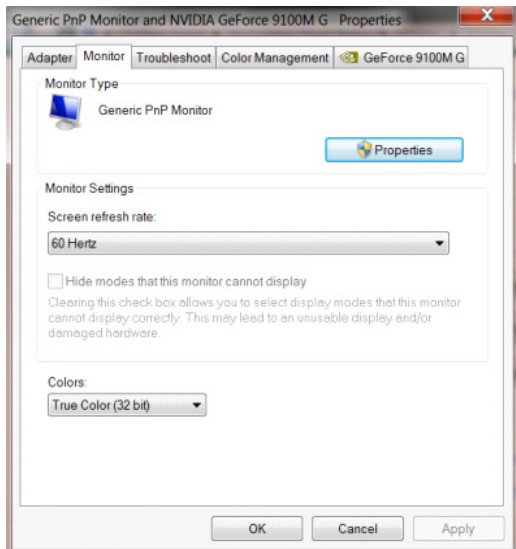 Generic PnP Monitor and NVIDIA GeForce 9100M G Properties
X
Adapter Monitor Troubleshoot Color Management GeForce 9100M G
Monitor Type
Generic PnP Monitor
Properties
Monitor Settings
Screen refresh rate:
60 Hertz
Hide modes that this monitor cannot display
Clearing this check box allows you to select display modes that this monitor
cannot display correctly. This may lead to an unusable display and/or
damaged hardware.
Colors:
True Color (32 bit)
OK Cancel Apply